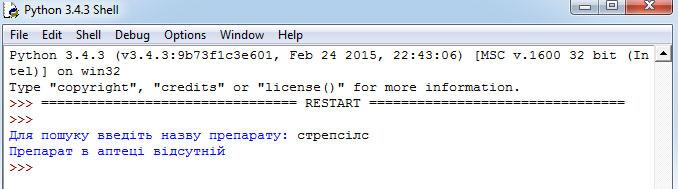 Python 3.4.3 Shell
File Edit Shell Debug Options Window Help
Python 3.4.3 (v3.4.3:9b73f1c3e601, Feb 24 2015, 22:43:06) [MSC v.1600 32 bit (In
tel)] on win32
Type "copyright", "credits" or "license()" for more information.
>>> ================================ RESTART ================================
>>>
Для пошуку введіть назву препарату: стрепсілс
Препарат в аптеці відсутній
>>>